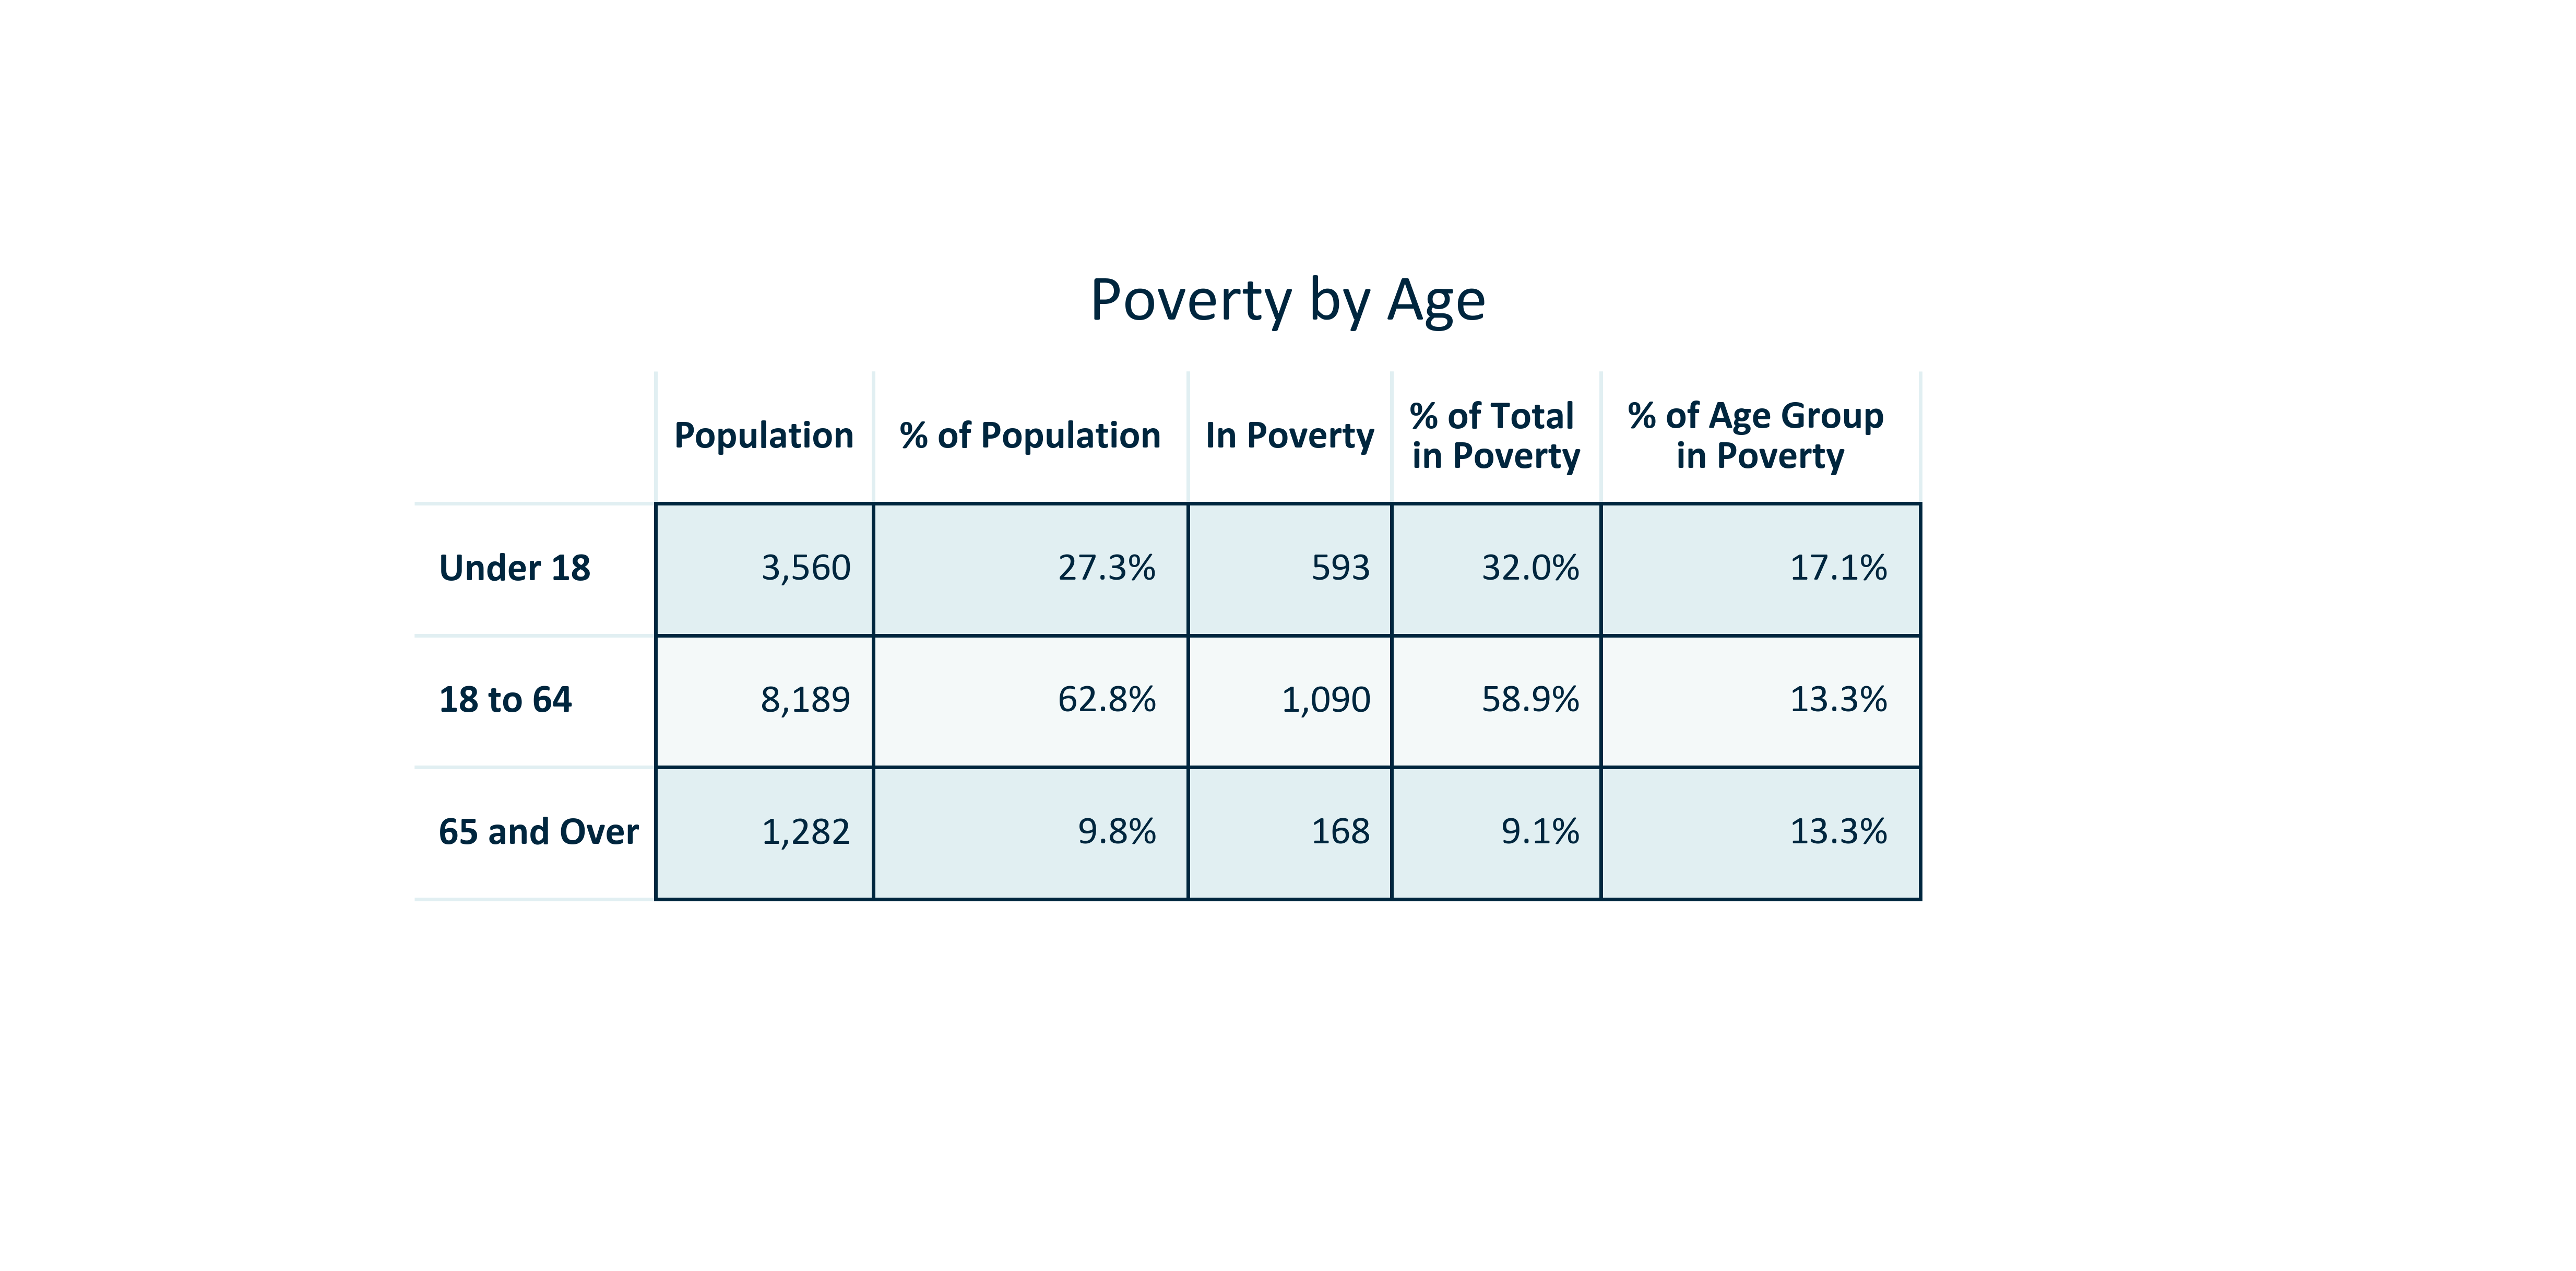 Poverty by Age
Population % of Population In Poverty % of Total in Poverty % of Age Group in Poverty
Under 18 3,560 27.3% 593 32.0% 17.1%
18 to 64 8,189 62.8% 1,090 58.9% 13.3%
65 and Over 1,282 9.8% 168 9.1% 13.3%